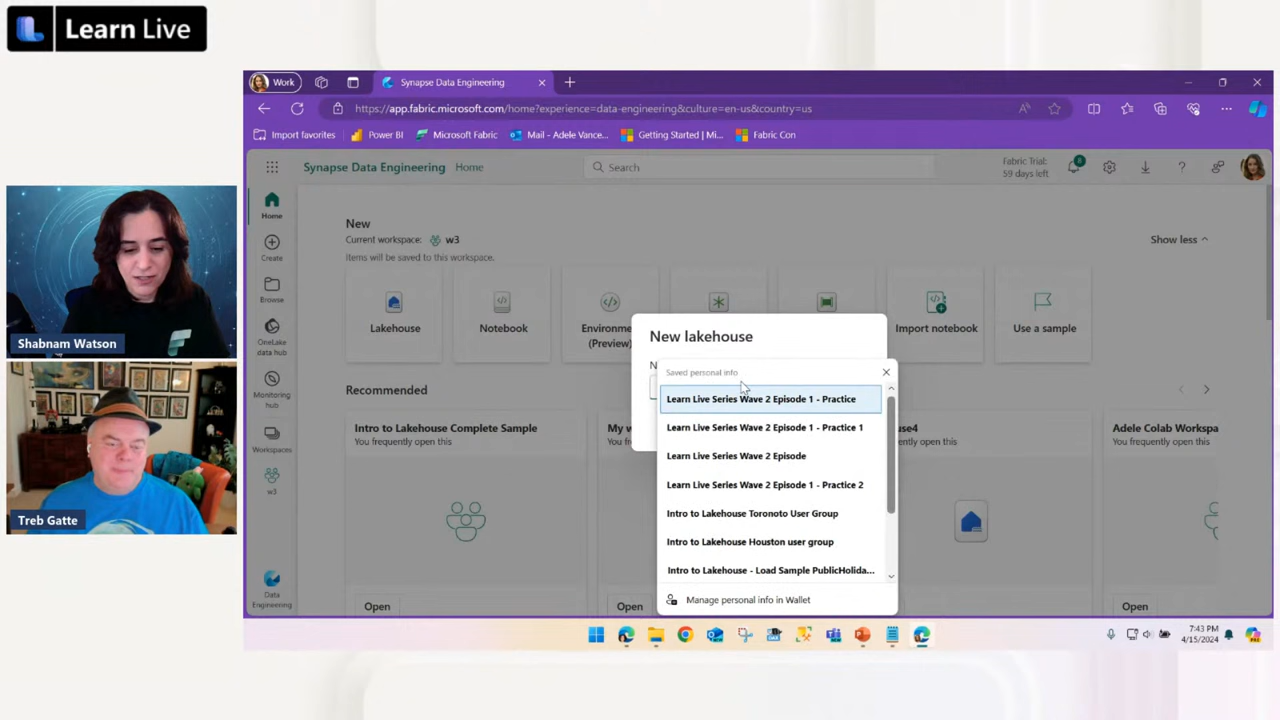 Learn Live
Work
Synapse Data Engineering
https://app.fabric.microsoft.com/home?experience=data-engineering&culture=en-us&country=us
Import favorites
Power BI
Microsoft Fabric
Mail - Adele Vance...
Getting Started | Mi...
Fabric Con
Synapse Data Engineering
Home
Search
Fabric Trial:
59 days left
8
Home
Create
Browse
OneLake
data hub
Monitoring
hub
Workspaces
w3
Data
Engineering
New
Current workspace:
w3
Show less
Items will be saved to this workspace.
Lakehouse
Notebook
Environme
(Preview)
Import notebook
Use a sample
New lakehouse
Saved personal info
Learn Live Series Wave 2 Episode 1 - Practice
Learn Live Series Wave 2 Episode 1 - Practice 1
Learn Live Series Wave 2 Episode
Learn Live Series Wave 2 Episode 1 - Practice 2
Intro to Lakehouse Toronoto User Group
Intro to Lakehouse Houston user group
Intro to Lakehouse - Load Sample PublicHolida...
Manage personal info in Wallet
Recommended
Intro to Lakehouse Complete Sample
You frequently open this
Open
My w
You fre
Open
use4
quently open this
Adele Colab Workspa
You frequently open this
Open
Shabnam Watson
Treb Gatte
7:43 PM
4/15/2024